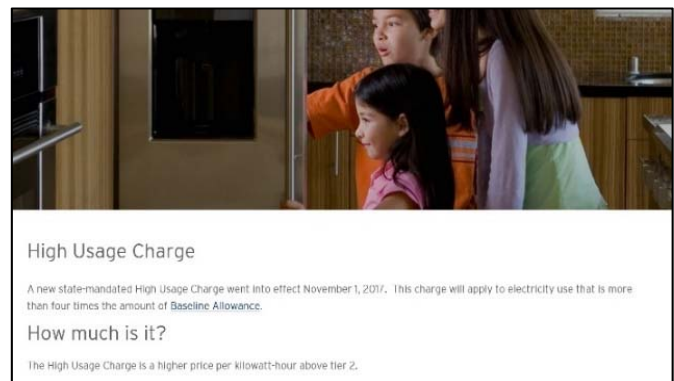 High Usage Charge
A new state-mandated High Usage Charge went into effect November 1, 2017. This charge will apply to electricity use that is more
than four times the amount of Baseline Allowance.
How much is it?
The High Usage Charge is a higher price per kilowatt-hour above tier 2.